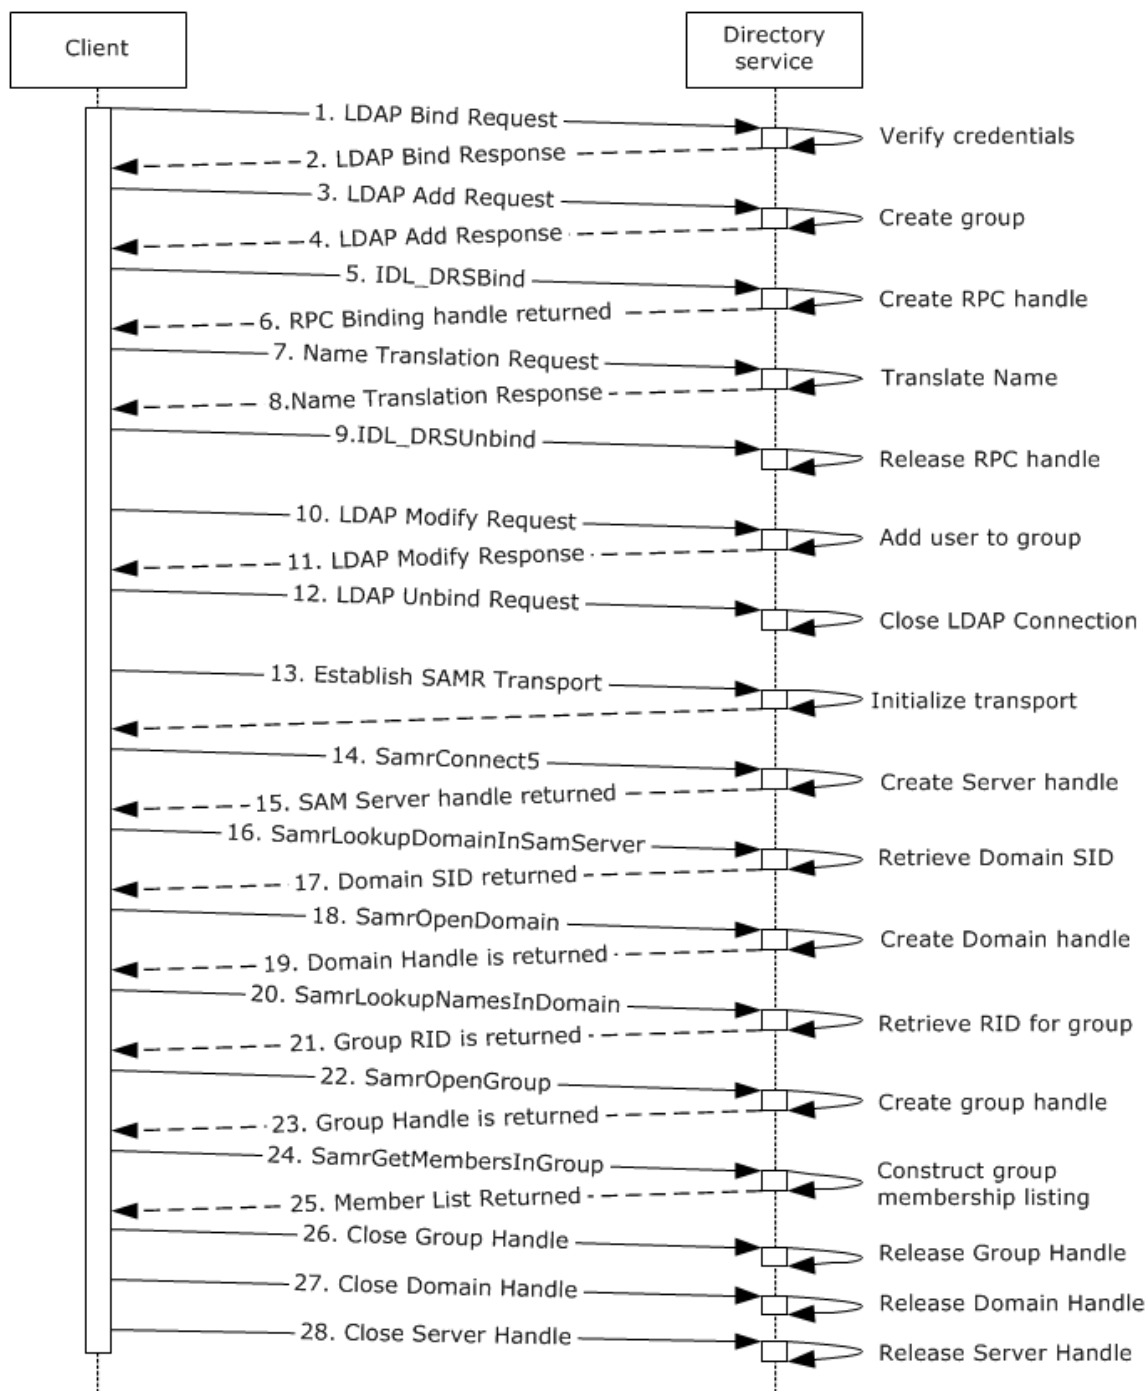 Client
Directory
service
1. LDAP Bind Request
Verify credentials
2. LDAP Bind Response
3. LDAP Add Request
Create group
4. LDAP Add Response
5. IDL_DRSBind
Create RPC handle
6. RPC Binding handle returned
7. Name Translation Request
Translate Name
8.Name Translation Response
9.IDL_DRSUnbind
Release RPC handle
10. LDAP Modify Request
Add user to group
11. LDAP Modify Response
12. LDAP Unbind Request
Close LDAP Connection
13. Establish SAMR Transport
Initialize transport
14. SamrConnect5
Create Server handle
15. SAM Server handle returned
16. SamrLookupDomainInSamServer
Retrieve Domain SID
17. Domain SID returned
18. SamrOpenDomain
Create Domain handle
19. Domain Handle is returned
20. SamrLookupNamesInDomain
Retrieve RID for group
21. Group RID is returned
22. SamrOpenGroup
Create group handle
23. Group Handle is returned
24. SamrGetMembersInGroup
Construct group
membership listing
25. Member List Returned
26. Close Group Handle
Release Group Handle
27. Close Domain Handle
Release Domain Handle
28. Close Server Handle
Release Server Handle